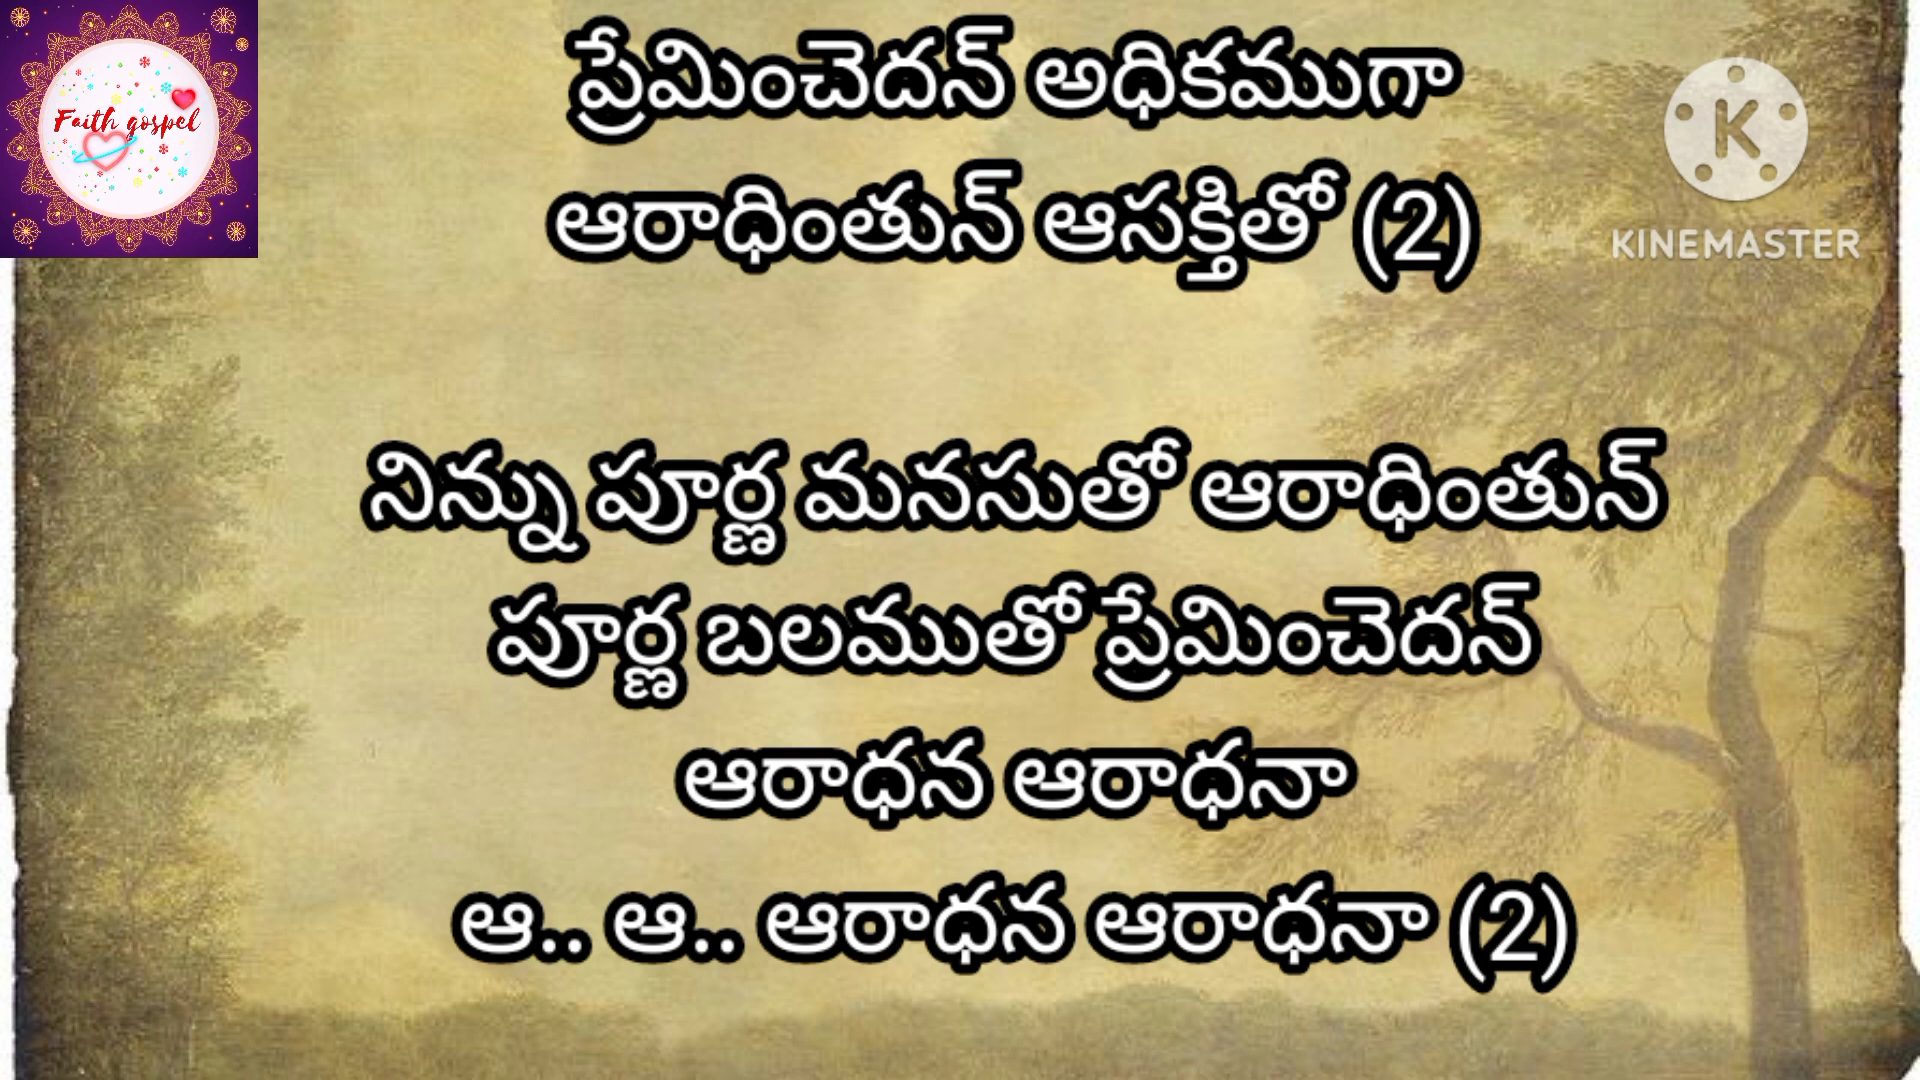 Faith gospel
ప్రేమించెదన్ అధికముగా
ఆరాధింతున్ ఆసక్తితో (2)
K
KINEMASTER
నిన్ను పూర్ణ మనసుతో ఆరాధింతున్
పూర్ణ బలముతో ప్రేమించెదన్
ఆరాధన ఆరాధనా
ఆ.. ఆ.. ఆరాధన ఆరాధనా (2)